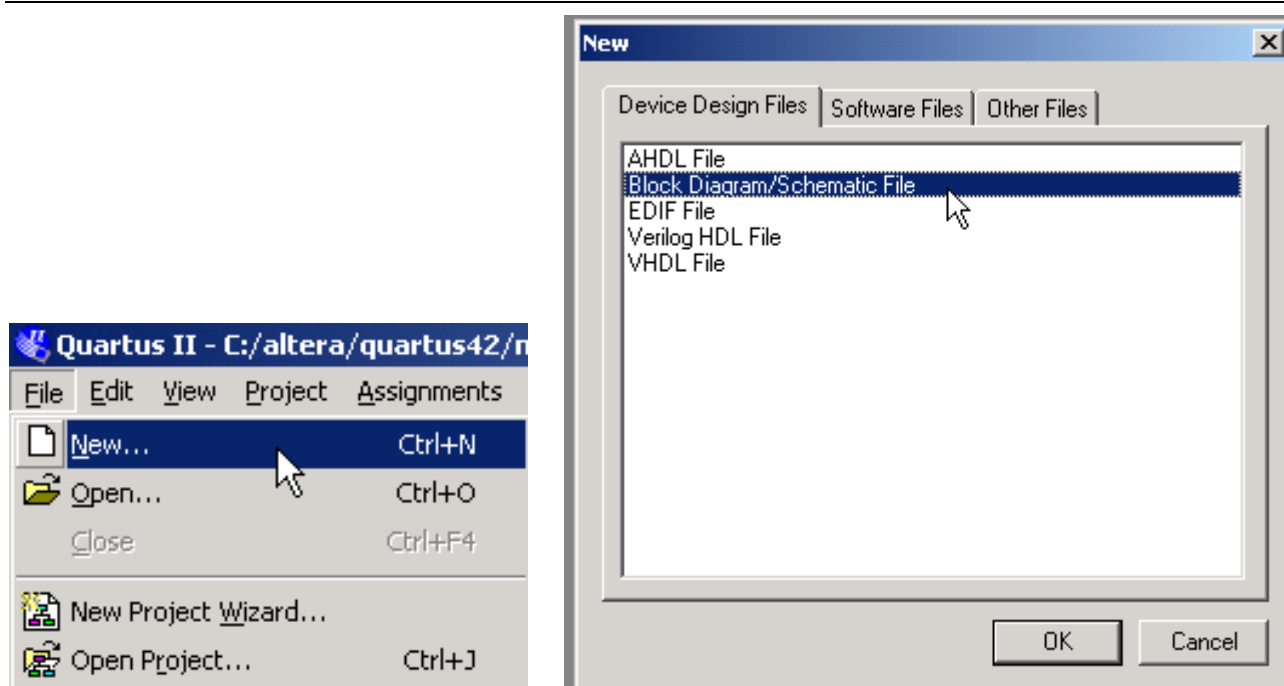 Quartus II - C:/altera/quartus42/n
File Edit View Project Assignments
New... Ctrl+N
Open... Ctrl+O
Close Ctrl+F4
New Project Wizard...
Open Project... Ctrl+J
New
Device Design Files Software Files Other Files
AHDL File
Block Diagram/Schematic File
EDIF File
Verilog HDL File
VHDL File
OK Cancel